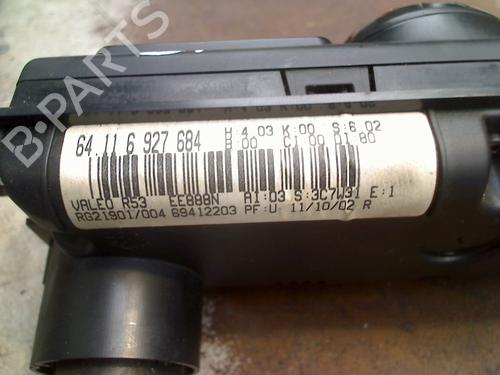 B-PARTS
64.11 6 927 684
H:4.03 K:00 S:6.02
B:00 C1:00 D1:80
VALEO R53 EE888N A1:03 S:3C7W31 E:1
RG21901/004 69412203 PF:U 11/10/02 R